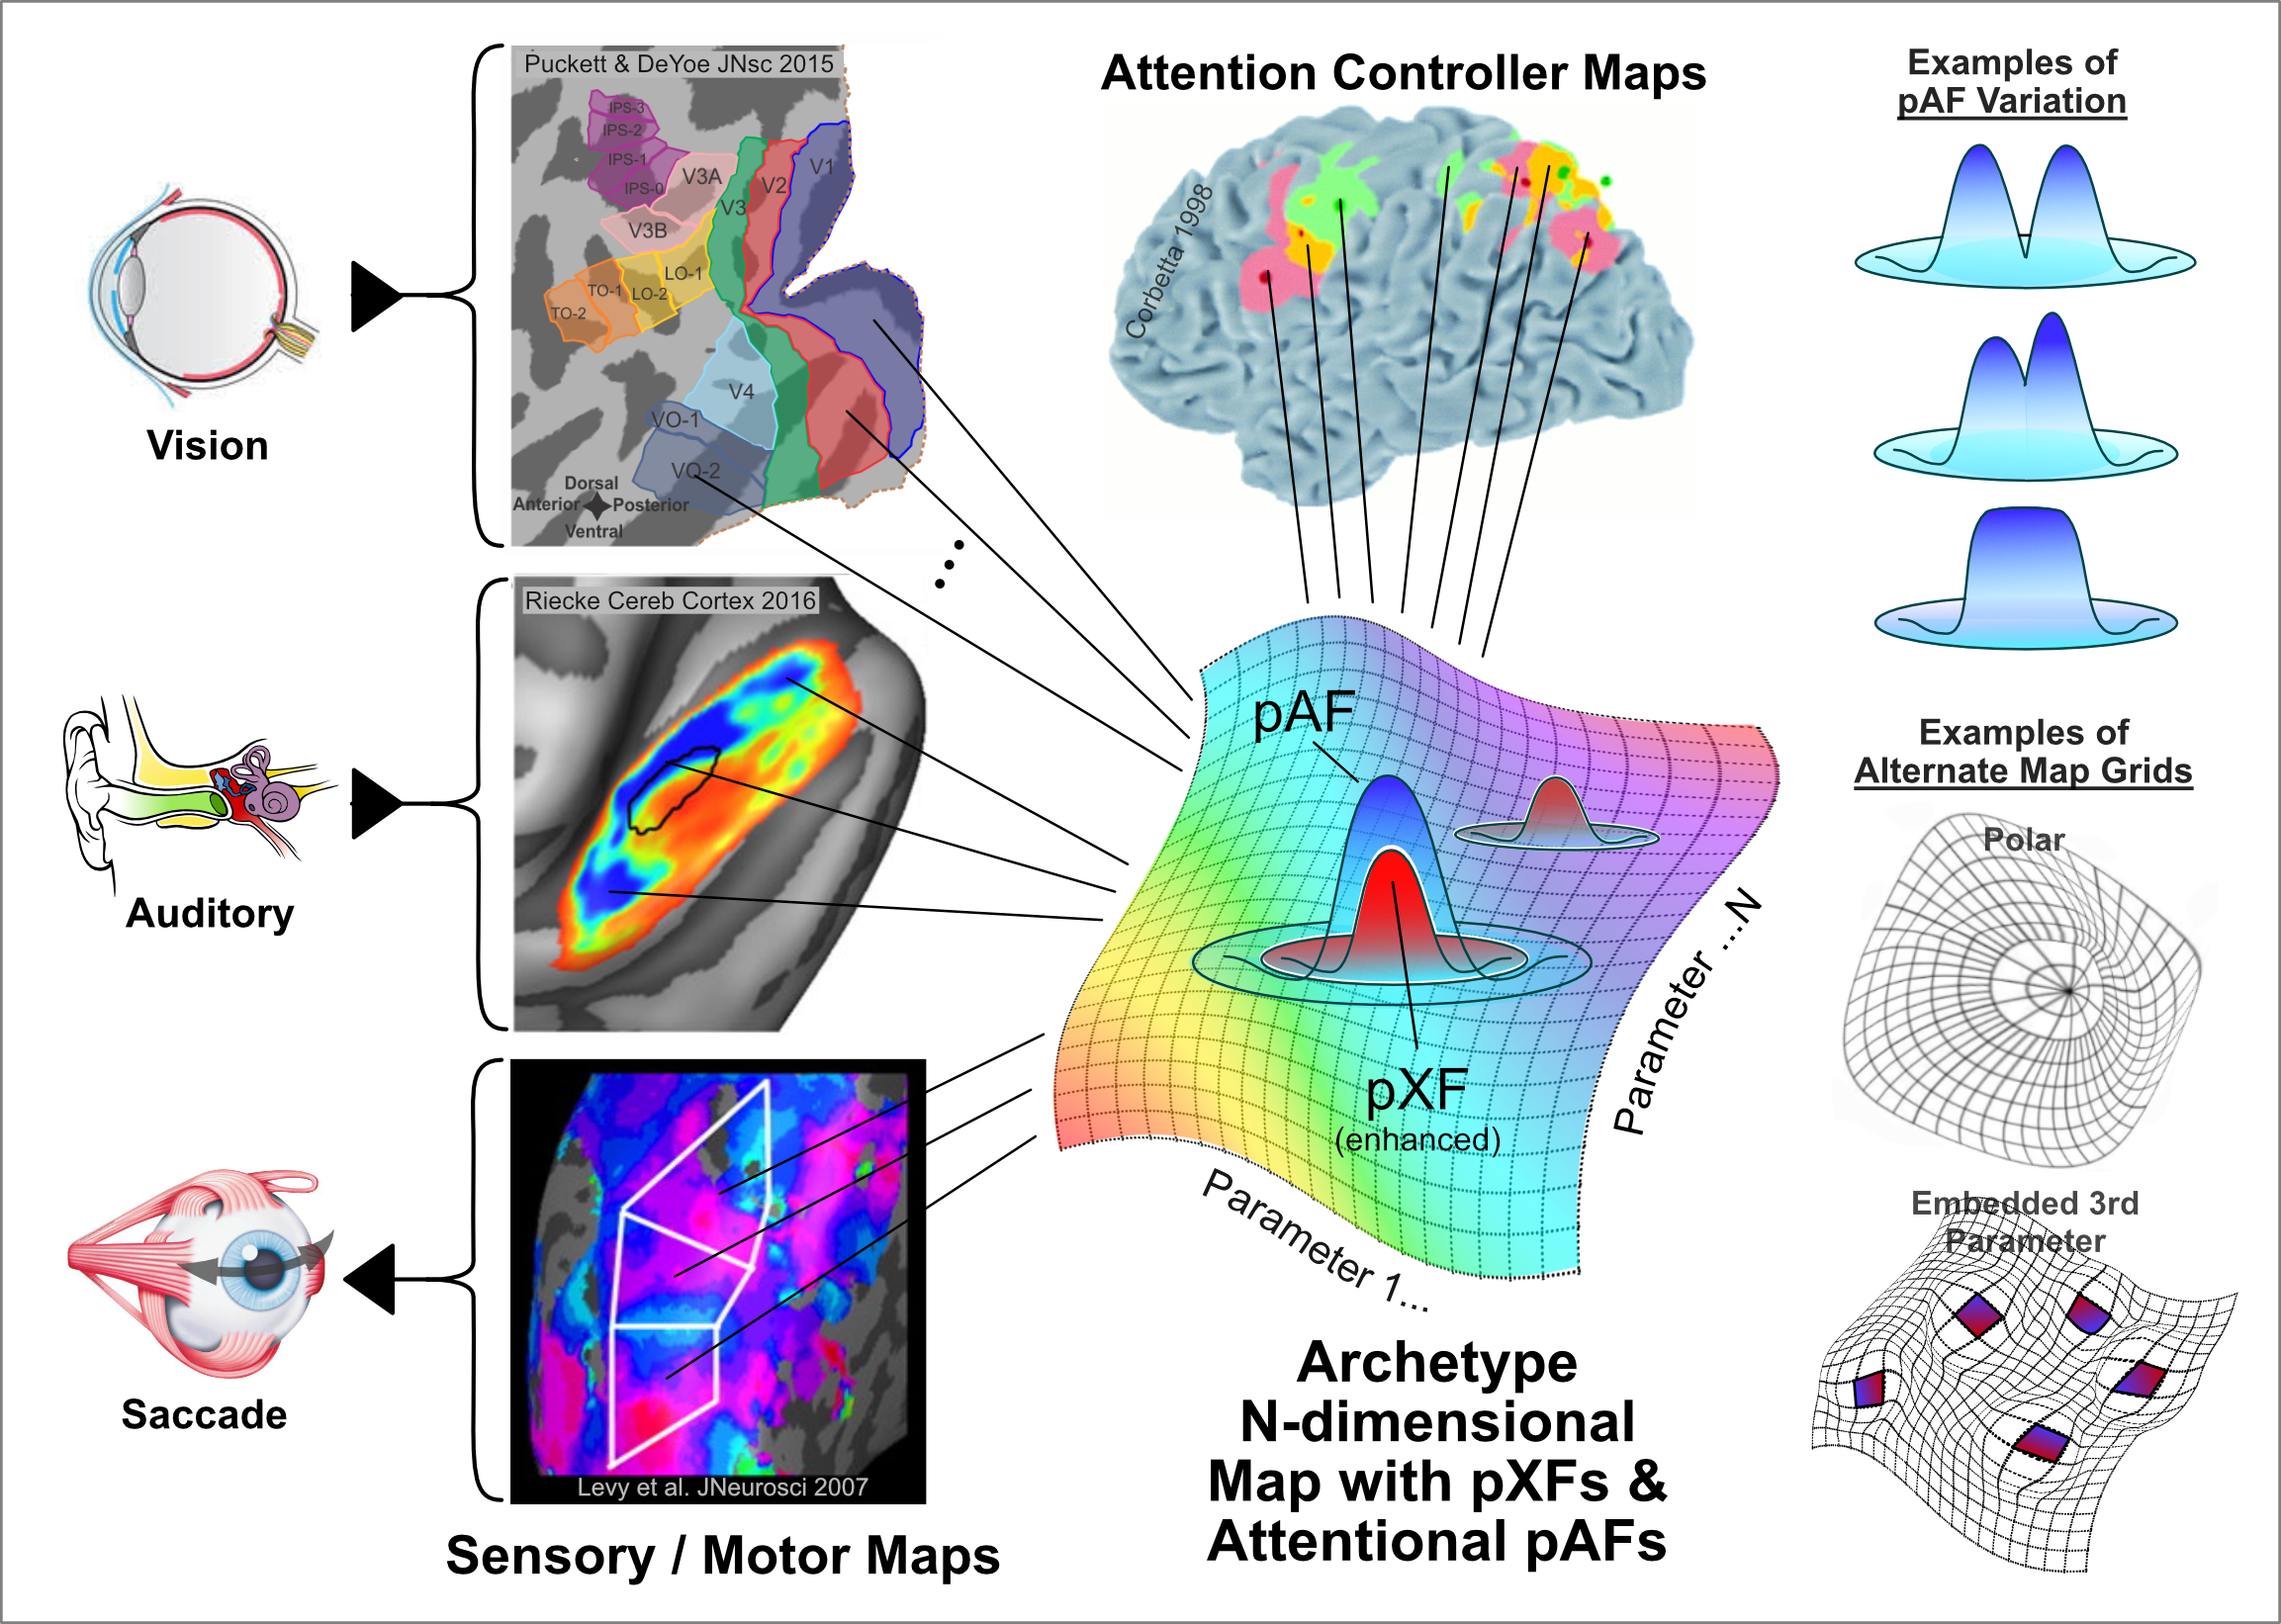 Puckett & DeYoe JNsc 2015
IPS-3
IPS-2
IPS-1
IPS-0
V3A
V3B
V3
V2
V1
LO-1
LO-2
TO-1
TO-2
V4
VO-1
VO-2
Dorsal
Anterior
Posterior
Ventral
Vision
Riecke Cereb Cortex 2016
Auditory
Levy et al. JNeurosci 2007
Saccade
Sensory / Motor Maps
Attention Controller Maps
Corbetta 1998
pAF
pXF
(enhanced)
Parameter 1...
Parameter ...N
Archetype
N-dimensional
Map with pXFs &
Attentional pAFs
Examples of
pAF Variation
Examples of
Alternate Map Grids
Polar
Embedded 3rd
Parameter